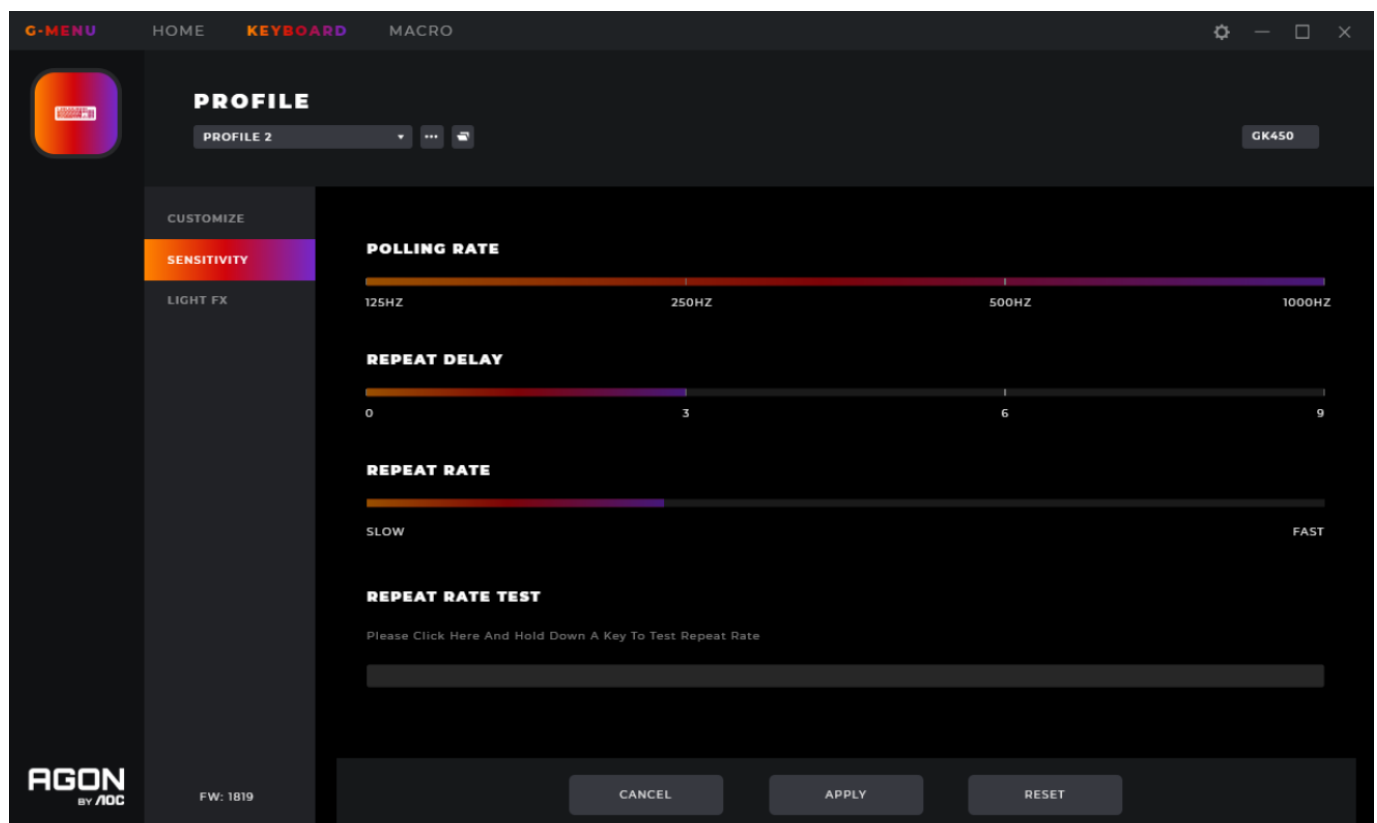 G-MENU HOME KEYBOARD MACRO
PROFILE
PROFILE 2
GK450
CUSTOMIZE
SENSITIVITY
LIGHT FX
POLLING RATE
125HZ 250HZ 500HZ 1000HZ
REPEAT DELAY
0 3 6 9
REPEAT RATE
SLOW FAST
REPEAT RATE TEST
Please Click Here And Hold Down A Key To Test Repeat Rate
AGON
BY AOC
FW: 1819
CANCEL APPLY RESET